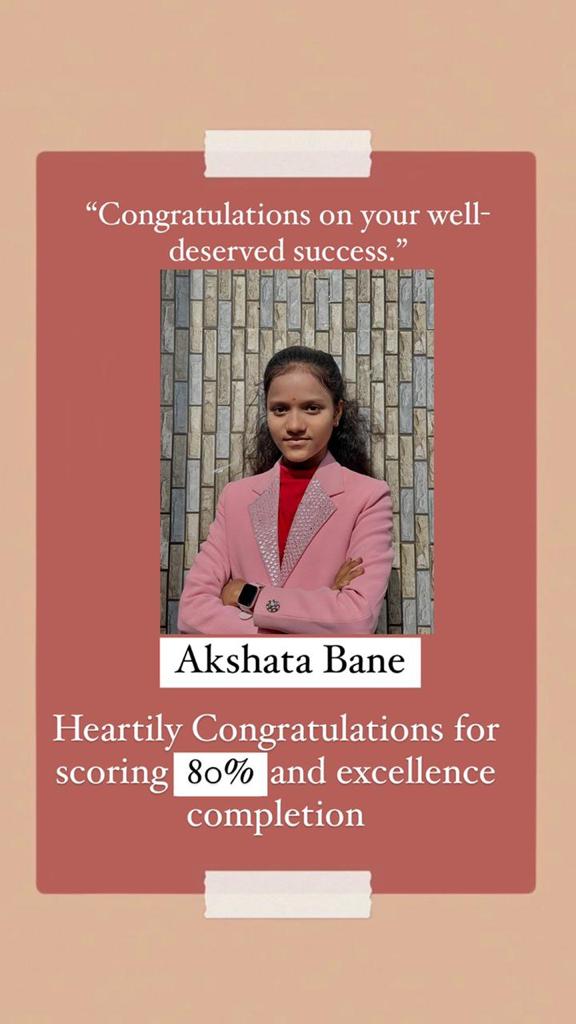 “Congratulations on your well-
deserved success.”
Akshata Bane
Heartily Congratulations for
scoring 80% and excellence
completion